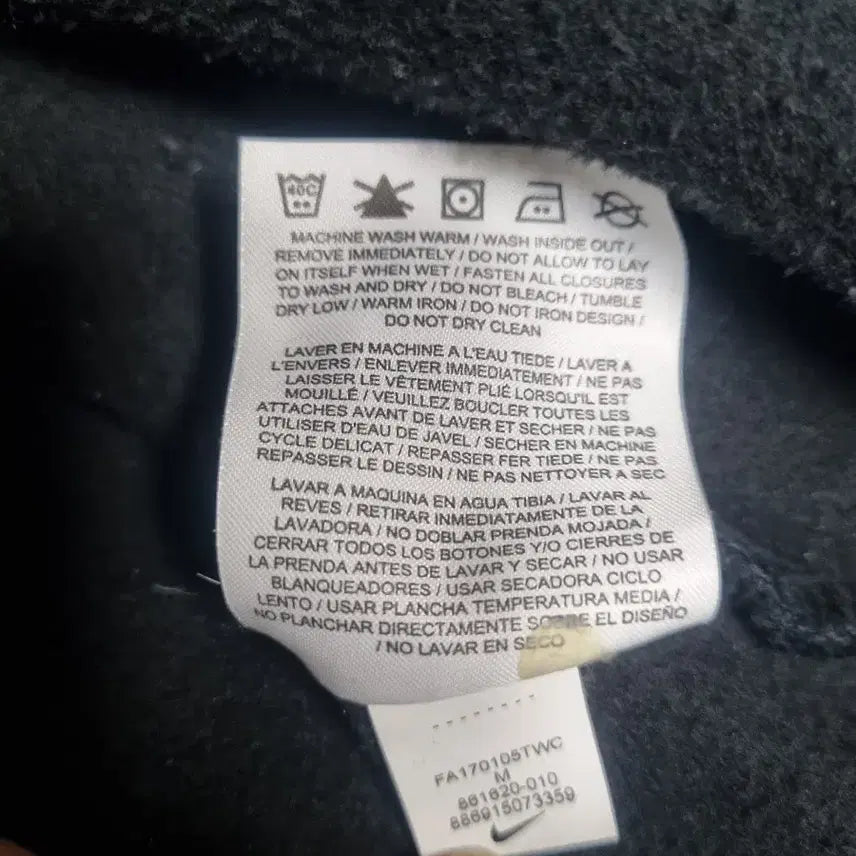 40C
MACHINE WASH WARM / WASH INSIDE OUT /
REMOVE IMMEDIATELY / DO NOT ALLOW TO LAY
ON ITSELF WHEN WET / FASTEN ALL CLOSURES
TO WASH AND DRY / DO NOT BLEACH / TUMBLE
DRY LOW / WARM IRON / DO NOT IRON DESIGN /
DO NOT DRY CLEAN
LAVER EN MACHINE A L'EAU TIEDE / LAVER A
L'ENVERS / ENLEVER IMMEDIATEMENT / NE PAS
LAISSER LE VÊTEMENT PLIÉ LORSQU'IL EST
MOUILLÉ / VEUILLEZ BOUCLER TOUTES LES
ATTACHES AVANT DE LAVER ET SECHER / NE PAS
UTILISER D'EAU DE JAVEL / SECHER EN MACHINE
CYCLE DELICAT / REPASSER FER TIEDE / NE PAS
REPASSER LE DESSIN / NE PAS NETTOYER A SEC
LAVAR A MAQUINA EN AGUA TIBIA / LAVAR AL
REVES / RETIRAR INMEDIATAMENTE DE LA
LAVADORA / NO DOBLAR PRENDA MOJADA /
CERRAR TODOS LOS BOTONES Y/O CIERRES DE
LA PRENDA ANTES DE LAVAR Y SECAR / NO USAR
BLANQUEADORES / USAR SECADORA CICLO
LENTO / USAR PLANCHA TEMPERATURA MEDIA /
NO PLANCHAR DIRECTAMENTE SOBRE EL DISEÑO
/ NO LAVAR EN SECO
FA170105TWC
M
861620-010
886915073359